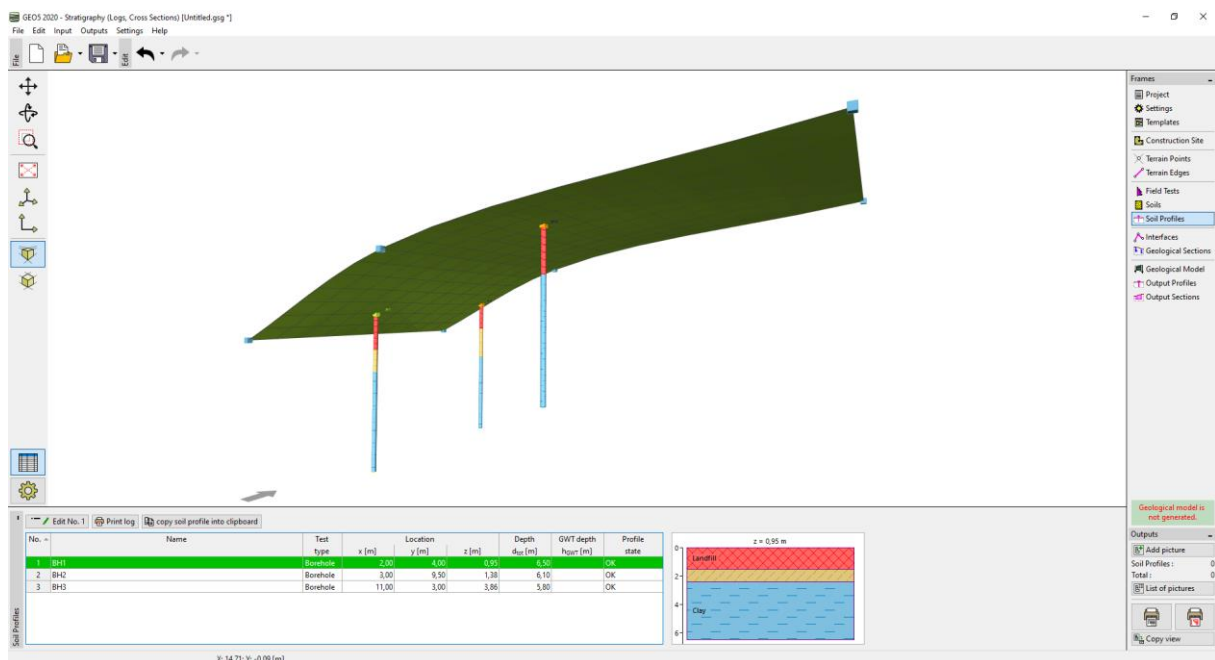 GEO5 2020 - Stratigraphy (Logs, Cross Sections) [Untitled.gsg *]
File Edit Input Outputs Settings Help
File
Edit
Frames
Project
Settings
Templates
Construction Site
Terrain Points
Terrain Edges
Field Tests
Soils
Soil Profiles
Interfaces
Geological Sections
Geological Model
Output Profiles
Output Sections
Geological model is
not generated.
Outputs
Add picture
Soil Profiles : 0
Total : 0
List of pictures
Copy view
Edit No. 1 Print log copy soil profile into clipboard
No. Name Test Location Depth GWT depth Profile
type x [m] y [m] z [m] dtot [m] hGWT [m] state
1 BH1 Borehole 2,00 4,00 0,95 6,50 OK
2 BH2 Borehole 3,00 9,50 1,38 6,10 OK
3 BH3 Borehole 11,00 3,00 3,86 5,80 OK
Soil Profiles
z = 0,95 m
0
Landfill
2
4
Clay
6
X: 14,71; Y: -0,09 [m]